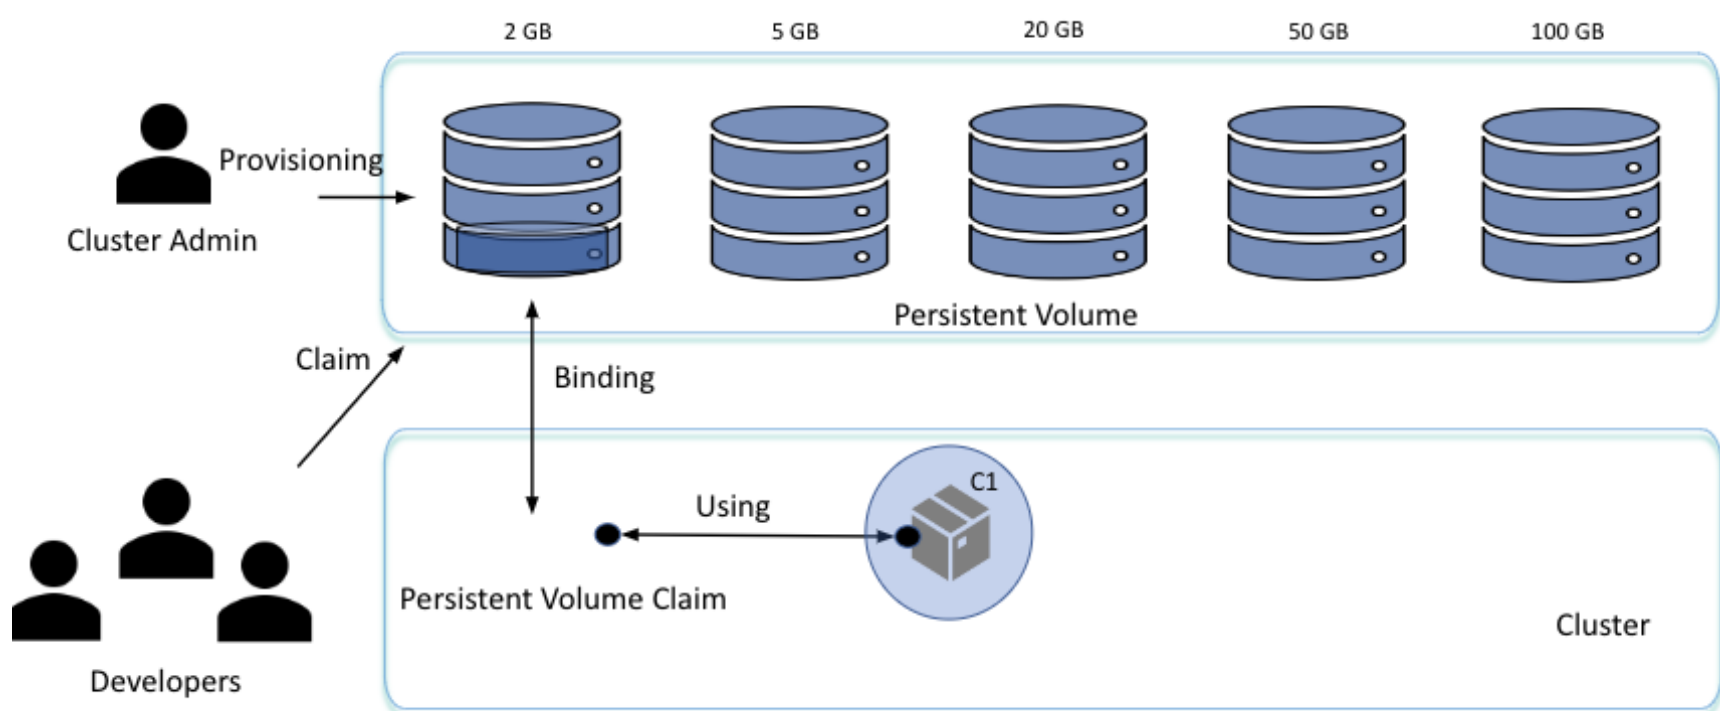 2 GB
5 GB
20 GB
50 GB
100 GB
Provisioning
Cluster Admin
Persistent Volume
Claim
Binding
C1
Using
Persistent Volume Claim
Cluster
Developers